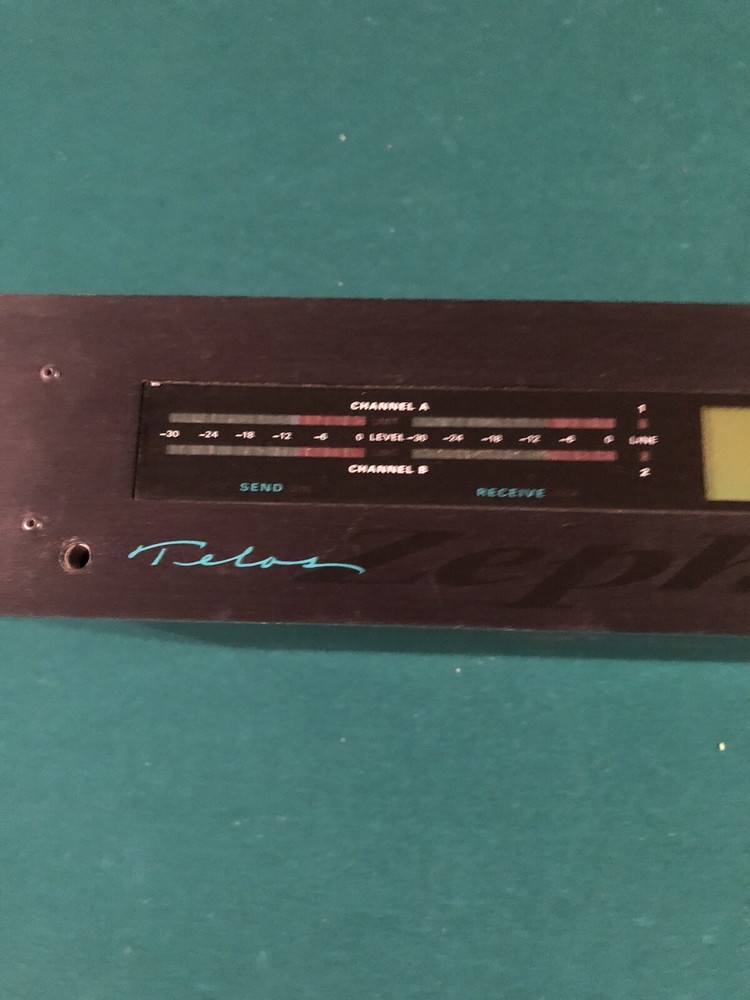 CHANNEL A
1
-30 -24 -18 -12 -6 0 LEVEL -30 -24 -18 -12 -6 0 LINE
CHANNEL B
2
SEND RECEIVE
Telos Zeph